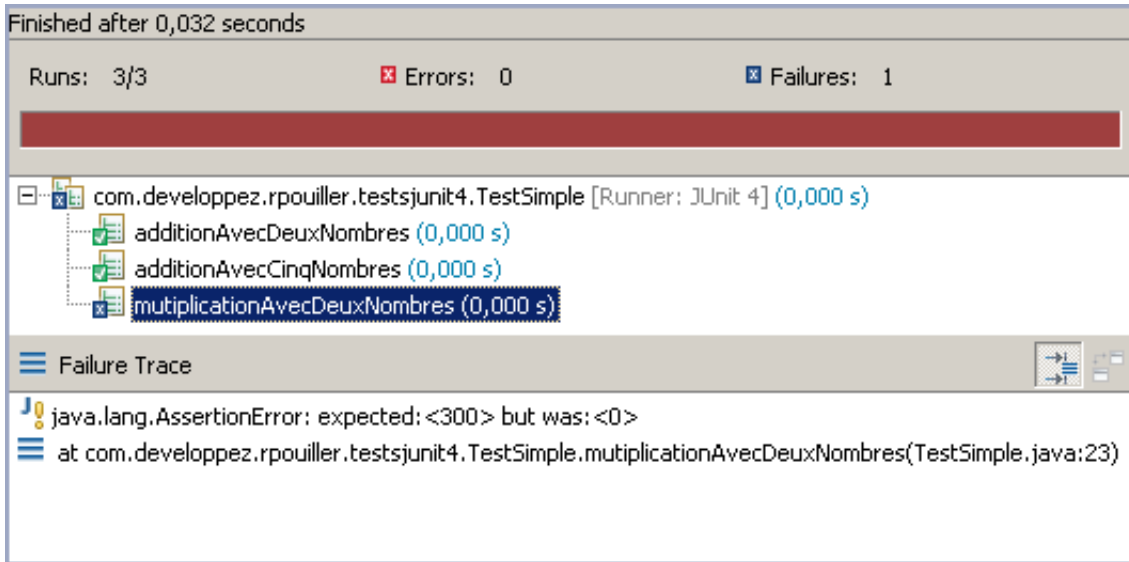 Finished after 0,032 seconds
Runs: 3/3 Errors: 0 Failures: 1
com.developpez.rpouiller.testsjunit4.TestSimple [Runner: JUnit 4] (0,000 s)
additionAvecDeuxNombres (0,000 s)
additionAvecCinqNombres (0,000 s)
mutiplicationAvecDeuxNombres (0,000 s)
Failure Trace
java.lang.AssertionError: expected:<300> but was:<0>
at com.developpez.rpouiller.testsjunit4.TestSimple.mutiplicationAvecDeuxNombres(TestSimple.java:23)